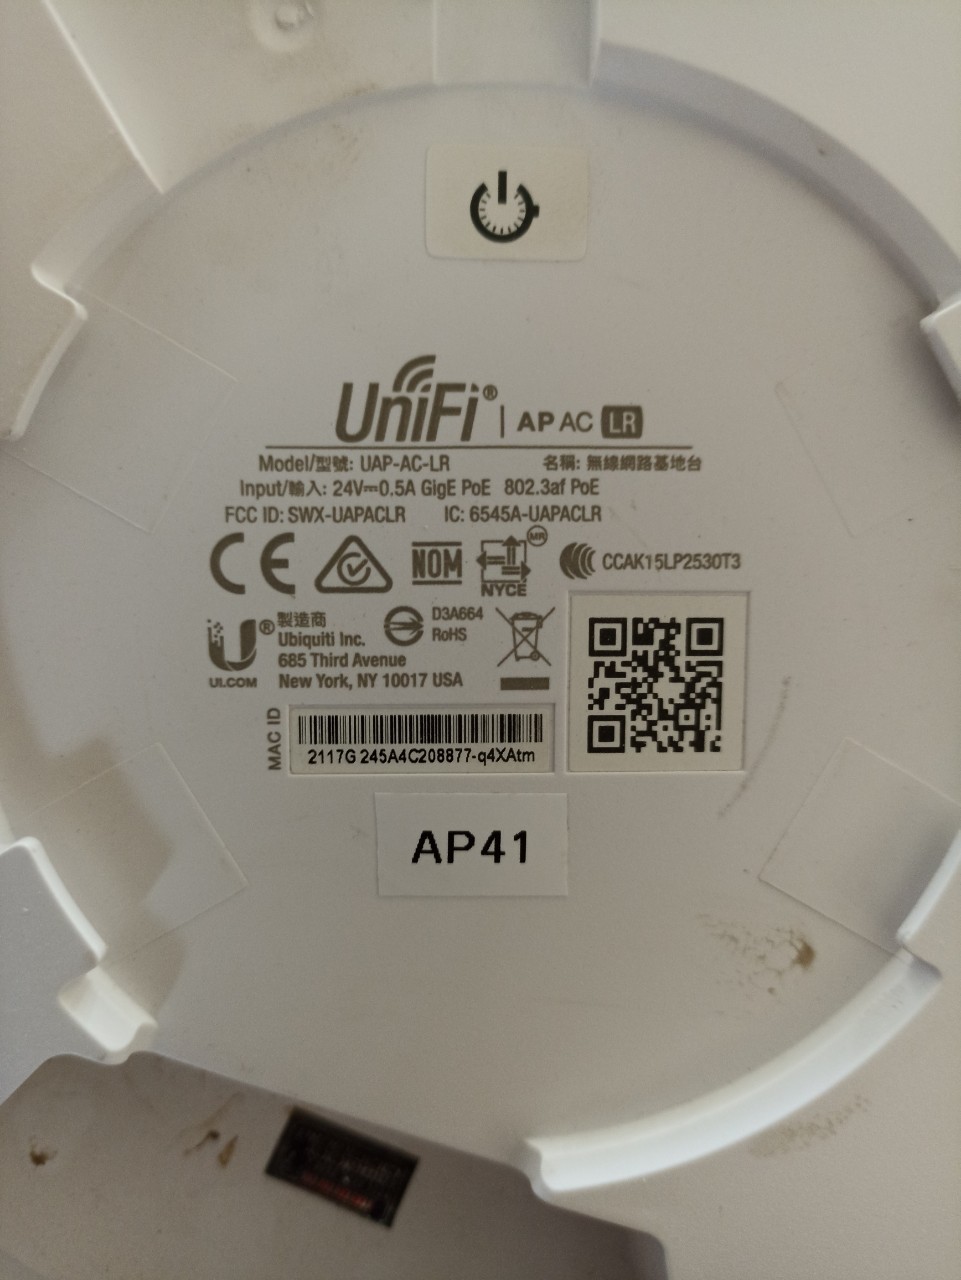 UniFi® | AP AC LR
Model/型號: UAP-AC-LR 名稱: 無線網路基地台
Input/輸入: 24V⎓0.5A GigE PoE 802.3af PoE
FCC ID: SWX-UAPACLR IC: 6545A-UAPACLR
CE NOM NYCE MR CCAK15LP2530T3
U® 製造商
Ubiquiti Inc.
685 Third Avenue
New York, NY 10017 USA
UI.COM
D3A664
RoHS
MAC ID
2117G 245A4C208877-q4XAtm
AP41